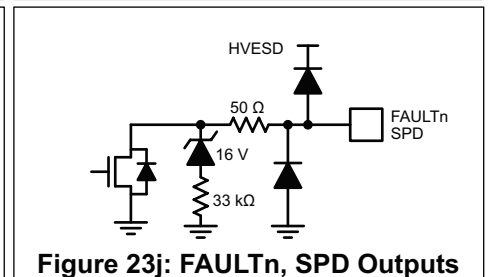 HVESD
50 Ω
FAULTn
SPD
16 V
33 kΩ
Figure 23j: FAULTn, SPD Outputs